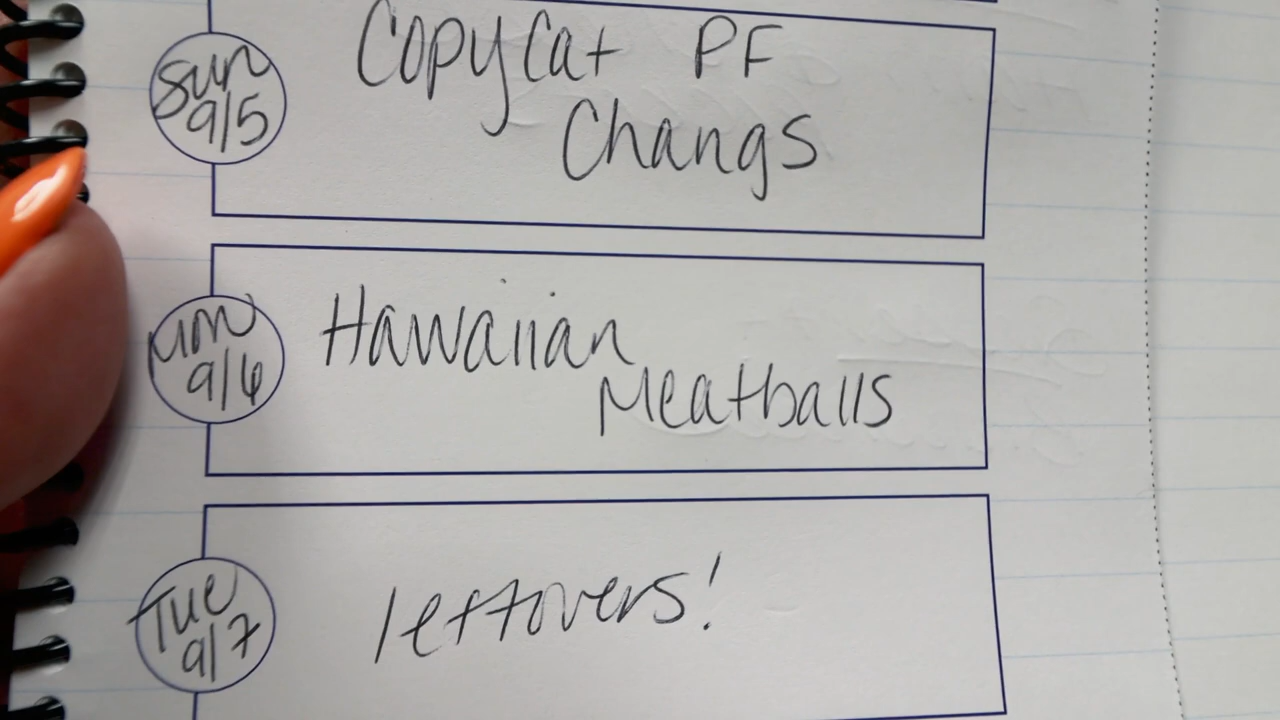 Sun
9/5
CopyCat PF
Changs
Mon
9/6
Hawaiian
Meatballs
Tue
9/7
leftovers!